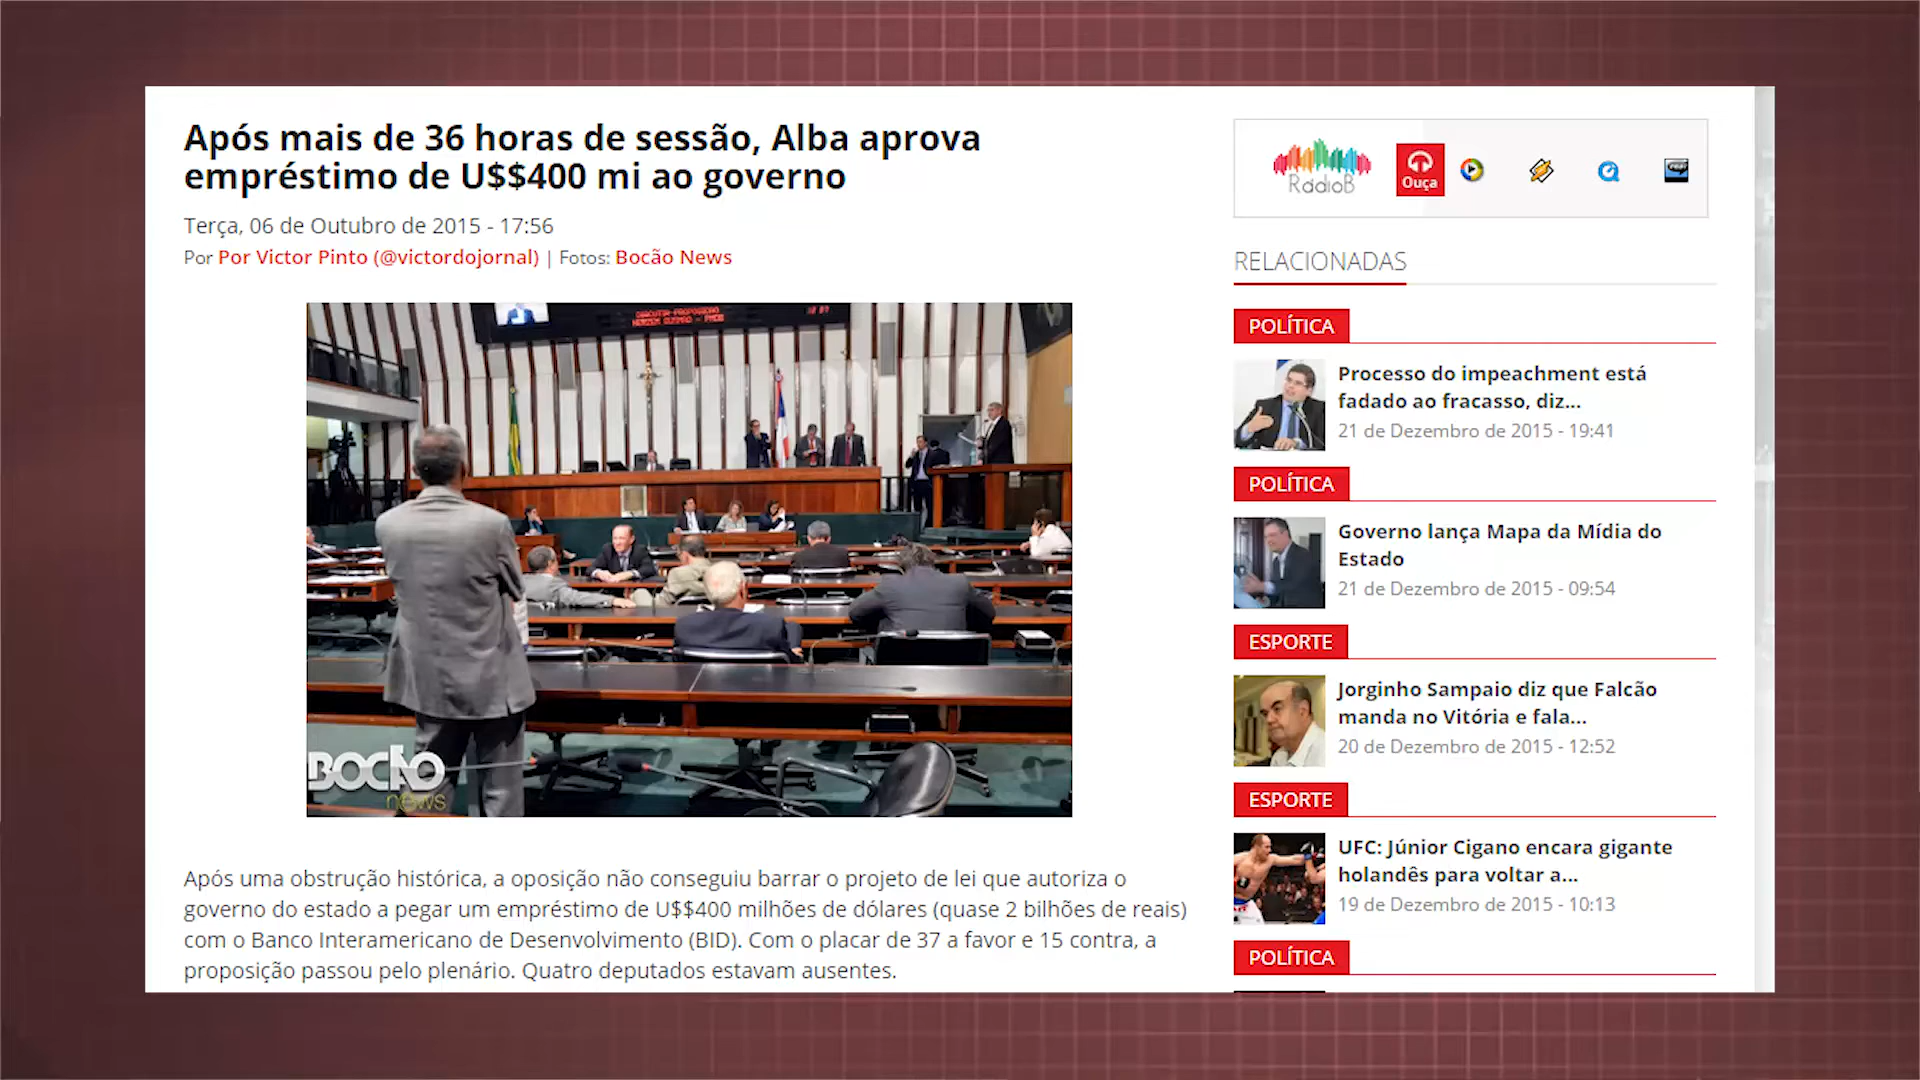 Após mais de 36 horas de sessão, Alba aprova
empréstimo de U$$400 mi ao governo
Terça, 06 de Outubro de 2015 - 17:56
Por Por Victor Pinto (@victordojornal) | Fotos: Bocão News
DISCUTIR PROPOSIÇÃO
HERZEM GUSMÃO - PMDB
BOCÃO
news
Após uma obstrução histórica, a oposição não conseguiu barrar o projeto de lei que autoriza o
governo do estado a pegar um empréstimo de U$$400 milhões de dólares (quase 2 bilhões de reais)
com o Banco Interamericano de Desenvolvimento (BID). Com o placar de 37 a favor e 15 contra, a
proposição passou pelo plenário. Quatro deputados estavam ausentes.
RádioB
Ouça
RELACIONADAS
POLÍTICA
Processo do impeachment está
fadado ao fracasso, diz...
21 de Dezembro de 2015 - 19:41
POLÍTICA
Governo lança Mapa da Mídia do
Estado
21 de Dezembro de 2015 - 09:54
ESPORTE
Jorginho Sampaio diz que Falcão
manda no Vitória e fala...
20 de Dezembro de 2015 - 12:52
ESPORTE
UFC: Júnior Cigano encara gigante
holandês para voltar a...
19 de Dezembro de 2015 - 10:13
POLÍTICA